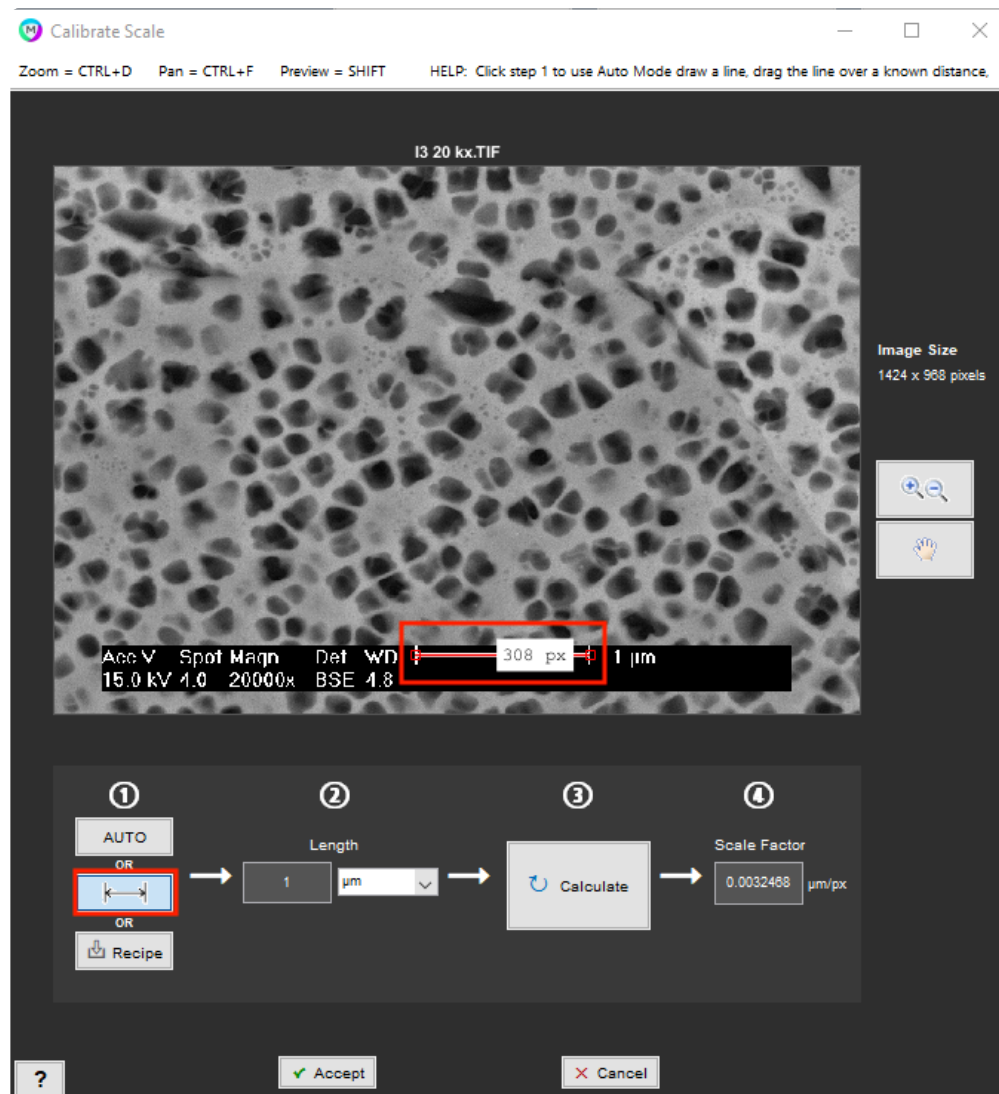 Calibrate Scale
Zoom = CTRL+D Pan = CTRL+F Preview = SHIFT HELP: Click step 1 to use Auto Mode draw a line, drag the line over a known distance,
I3 20 kx.TIF
Image Size
1424 x 968 pixels
Acc V Spot Magn Det WD 308 px 1 µm
15.0 kV 4.0 20000x BSE 4.8
① ② ③ ④
AUTO
Length
Scale Factor
OR
1 µm
Calculate
0.0032468 µm/px
OR
Recipe
? Accept Cancel